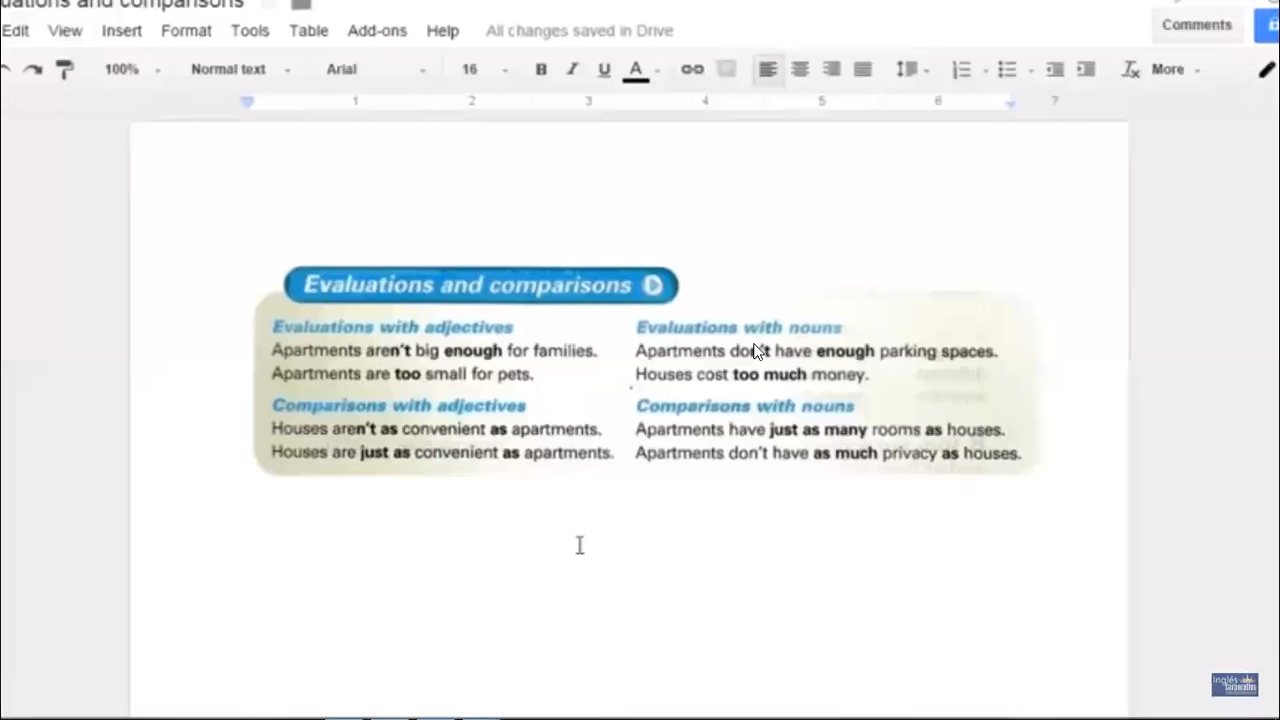 uations and comparisons
Edit View Insert Format Tools Table Add-ons Help All changes saved in Drive Comments
100% Normal text Arial 16 B I U A More
1 2 3 4 5 6 7
Evaluations and comparisons
Evaluations with adjectives
Apartments aren't big enough for families.
Apartments are too small for pets.
Comparisons with adjectives
Houses aren't as convenient as apartments.
Houses are just as convenient as apartments.
Evaluations with nouns
Apartments don't have enough parking spaces.
Houses cost too much money.
Comparisons with nouns
Apartments have just as many rooms as houses.
Apartments don't have as much privacy as houses.
Inglés
Corporativo